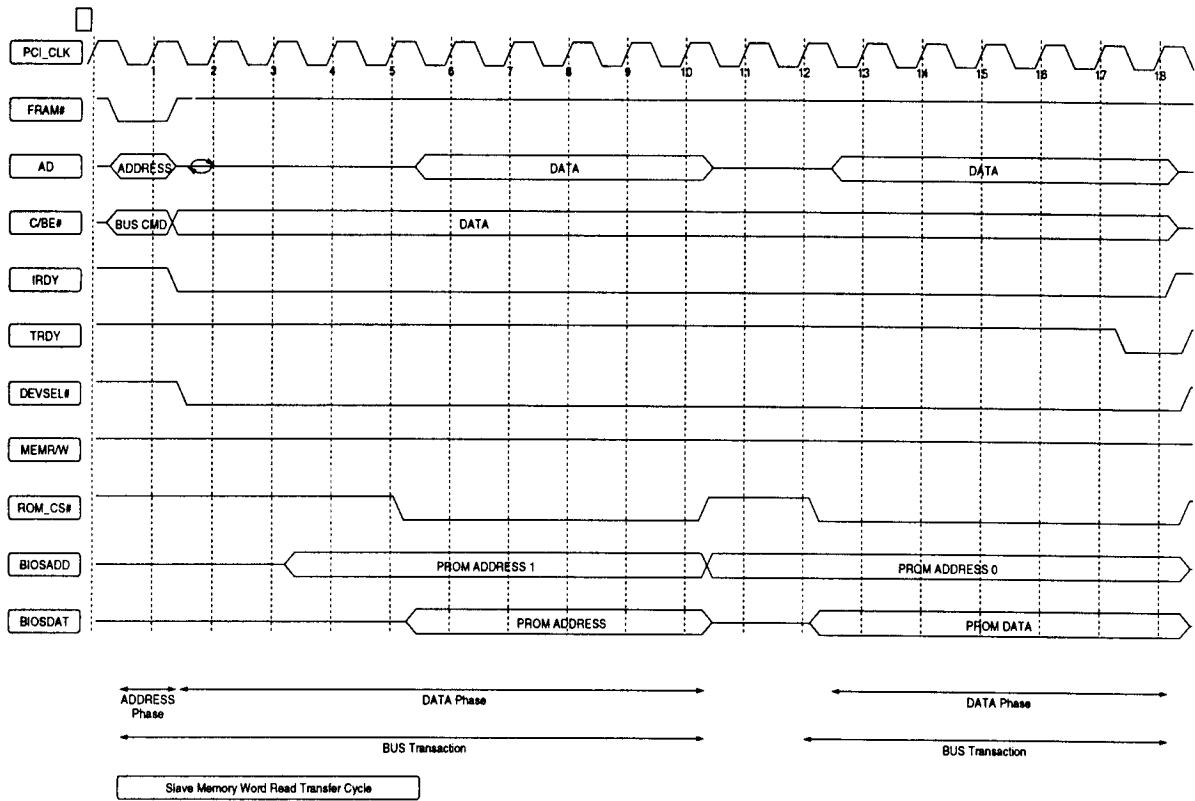 PCI_CLK
1 2 3 4 5 6 7 8 9 10 11 12 13 14 15 16 17 18
FRAM#
AD ADDRESS DATA DATA
C/BE# BUS CMD DATA
IRDY
TRDY
DEVSEL#
MEMR/W
ROM_CS#
BIOSADD PROM ADDRESS 1 PROM ADDRESS 0
BIOSDAT PROM ADDRESS PROM DATA
ADDRESS DATA Phase DATA Phase
Phase
BUS Transaction BUS Transaction
Slave Memory Word Read Transfer Cycle